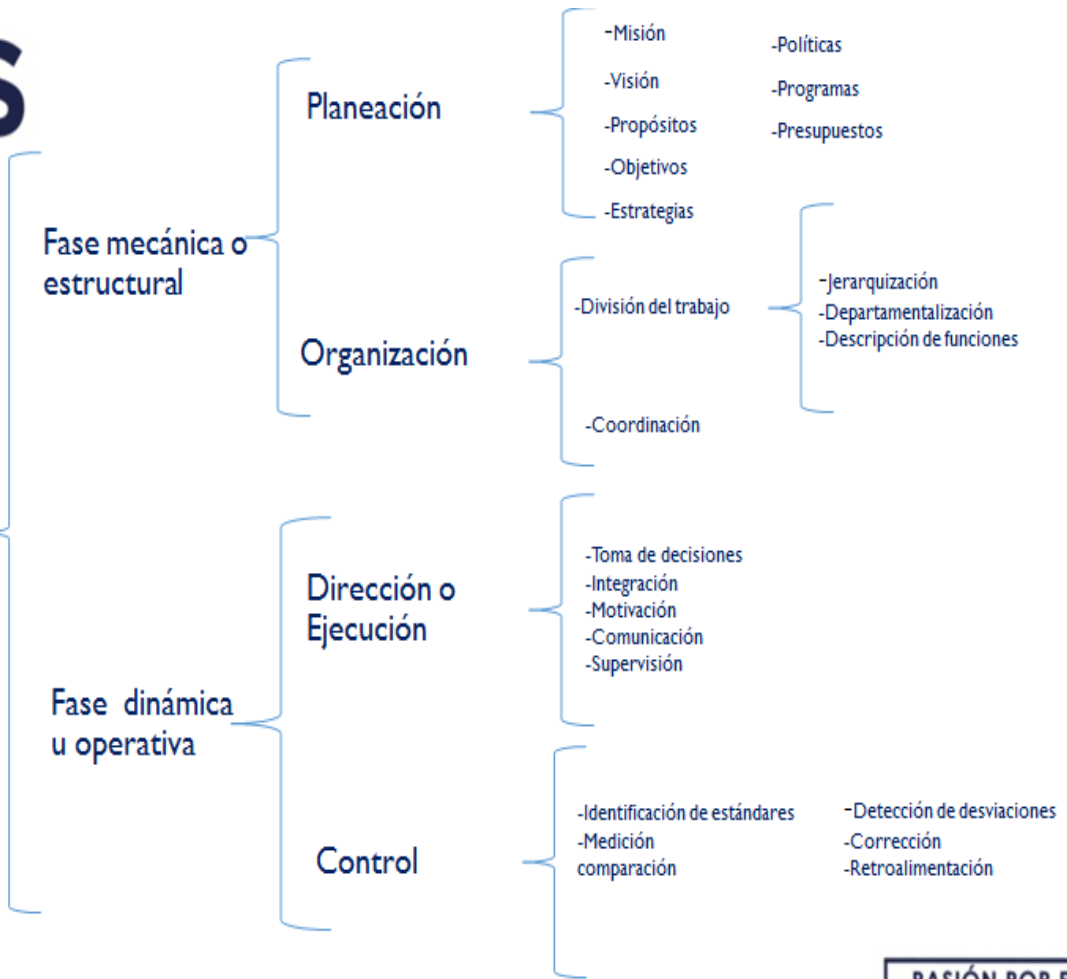 S
Fase mecánica o
estructural
Planeación
-Misión
-Visión
-Propósitos
-Objetivos
-Estrategias
-Políticas
-Programas
-Presupuestos
Organización
-División del trabajo
-Jerarquización
-Departamentalización
-Descripción de funciones
-Coordinación
Fase dinámica
u operativa
Dirección o
Ejecución
-Toma de decisiones
-Integración
-Motivación
-Comunicación
-Supervisión
Control
-Identificación de estándares
-Medición
comparación
-Detección de desviaciones
-Corrección
-Retroalimentación
PASIÓN POR